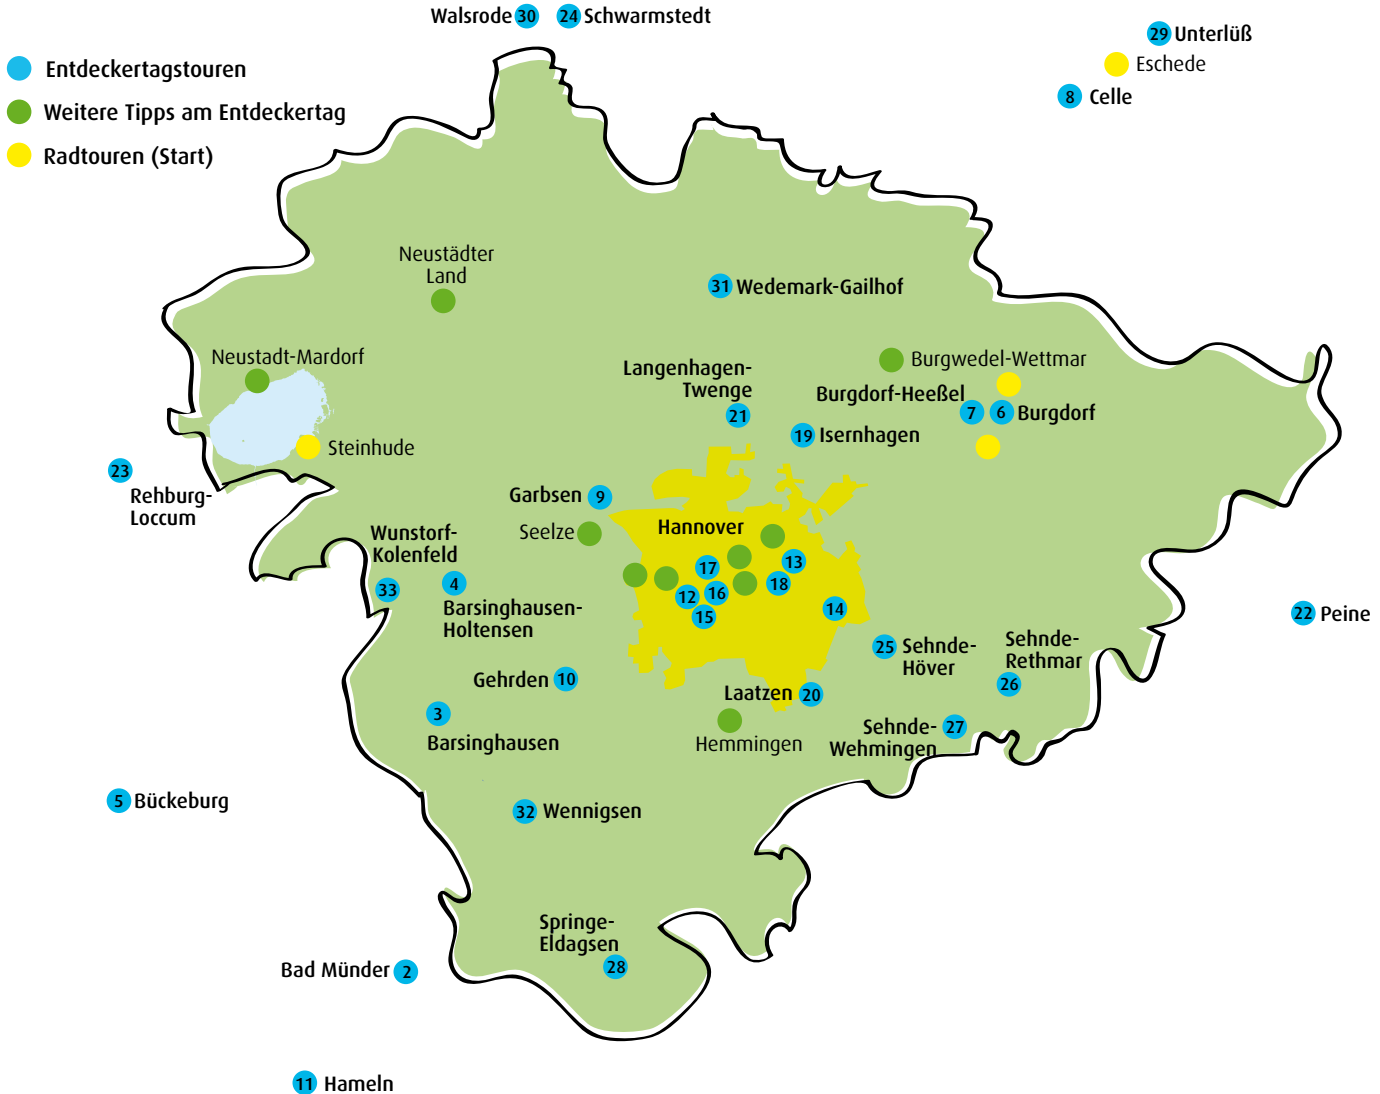 Walsrode 30 24 Schwarmstedt
29 Unterlüß
Eschede
8 Celle
Entdeckertagstouren
Weitere Tipps am Entdeckertag
Radtouren (Start)
Neustädter
Land
31 Wedemark-Gailhof
Neustadt-Mardorf
Burgwedel-Wettmar
Langenhagen-
Twenge
21
Burgdorf-Heeßel
7 6 Burgdorf
19 Isernhagen
Steinhude
23
Rehburg-
Loccum
Garbsen 9
Seelze
Hannover
17
13
18
12
16
15
14
Wunstorf-
Kolenfeld
33
4
Barsinghausen-
Holtensen
22 Peine
25 Sehnde-
Höver
Sehnde-
Rethmar
26
Gehrden 10
Laatzen 20
3
Barsinghausen
Hemmingen
Sehnde-
Wehmingen
27
5 Bückeburg
32 Wennigsen
Springe-
Eldagsen
28
Bad Münder 2
11 Hameln